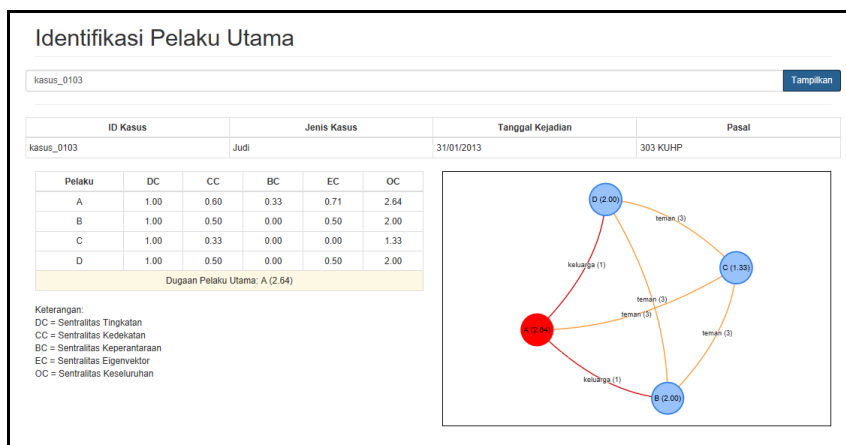 Identifikasi Pelaku Utama
kasus_0103 Tampilkan
ID Kasus Jenis Kasus Tanggal Kejadian Pasal
kasus_0103 Judi 31/01/2013 303 KUHP
Pelaku DC CC BC EC OC
A 1.00 0.60 0.33 0.71 2.64
B 1.00 0.50 0.00 0.50 2.00
C 1.00 0.33 0.00 0.00 1.33
D 1.00 0.50 0.00 0.50 2.00
Dugaan Pelaku Utama: A (2.64)
Keterangan:
DC = Sentralitas Tingkatan
CC = Sentralitas Kedekatan
BC = Sentralitas Keperantaraan
EC = Sentralitas Eigenvektor
OC = Sentralitas Keseluruhan
D (2.00)
teman (3)
keluarga (1)
C (1.33)
teman (3)
teman (3)
A (2.64)
teman (3)
keluarga (1)
B (2.00)